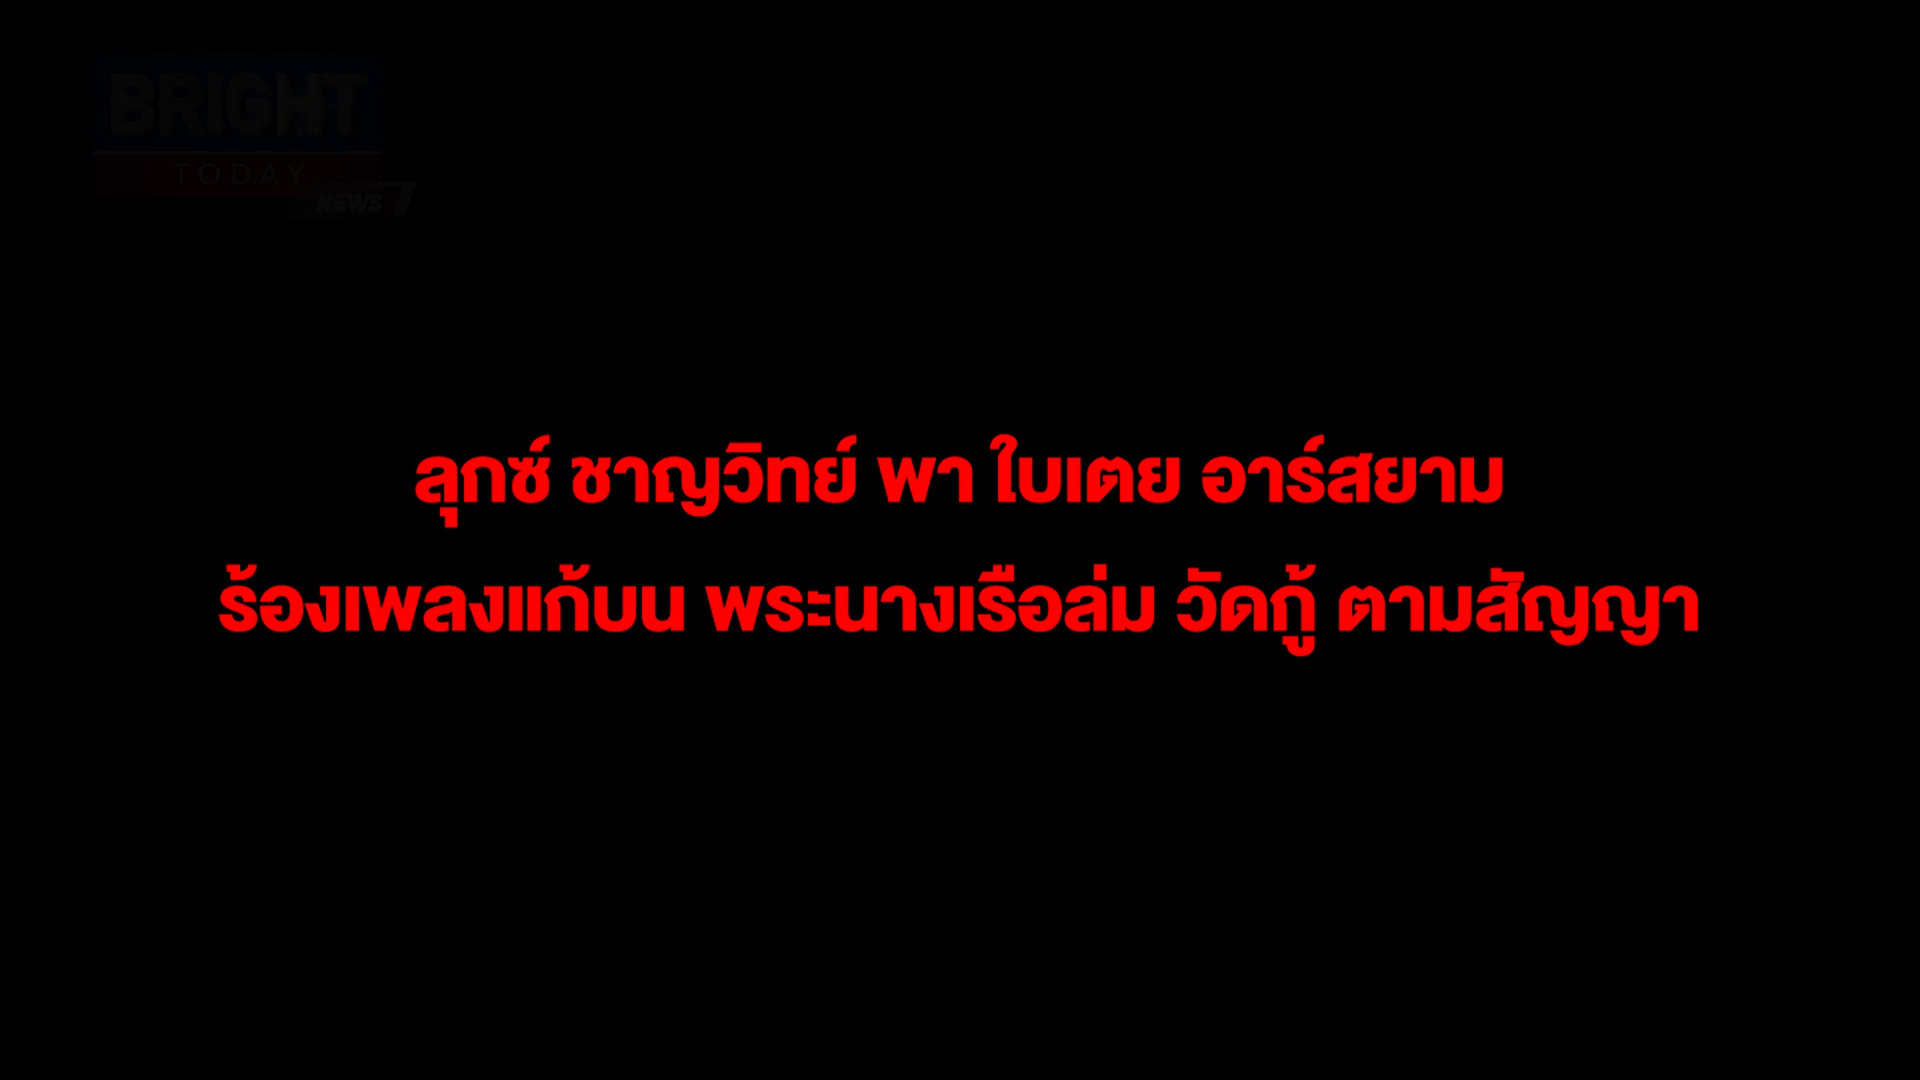 BRIGHT
TODAY
NEWS
ลุกซ์ ชาญวิทย์ พา ใบเตย อาร์สยาม
ร้องเพลงแก้บน พระนางเรือล่ม วัดกู้ ตามสัญญา